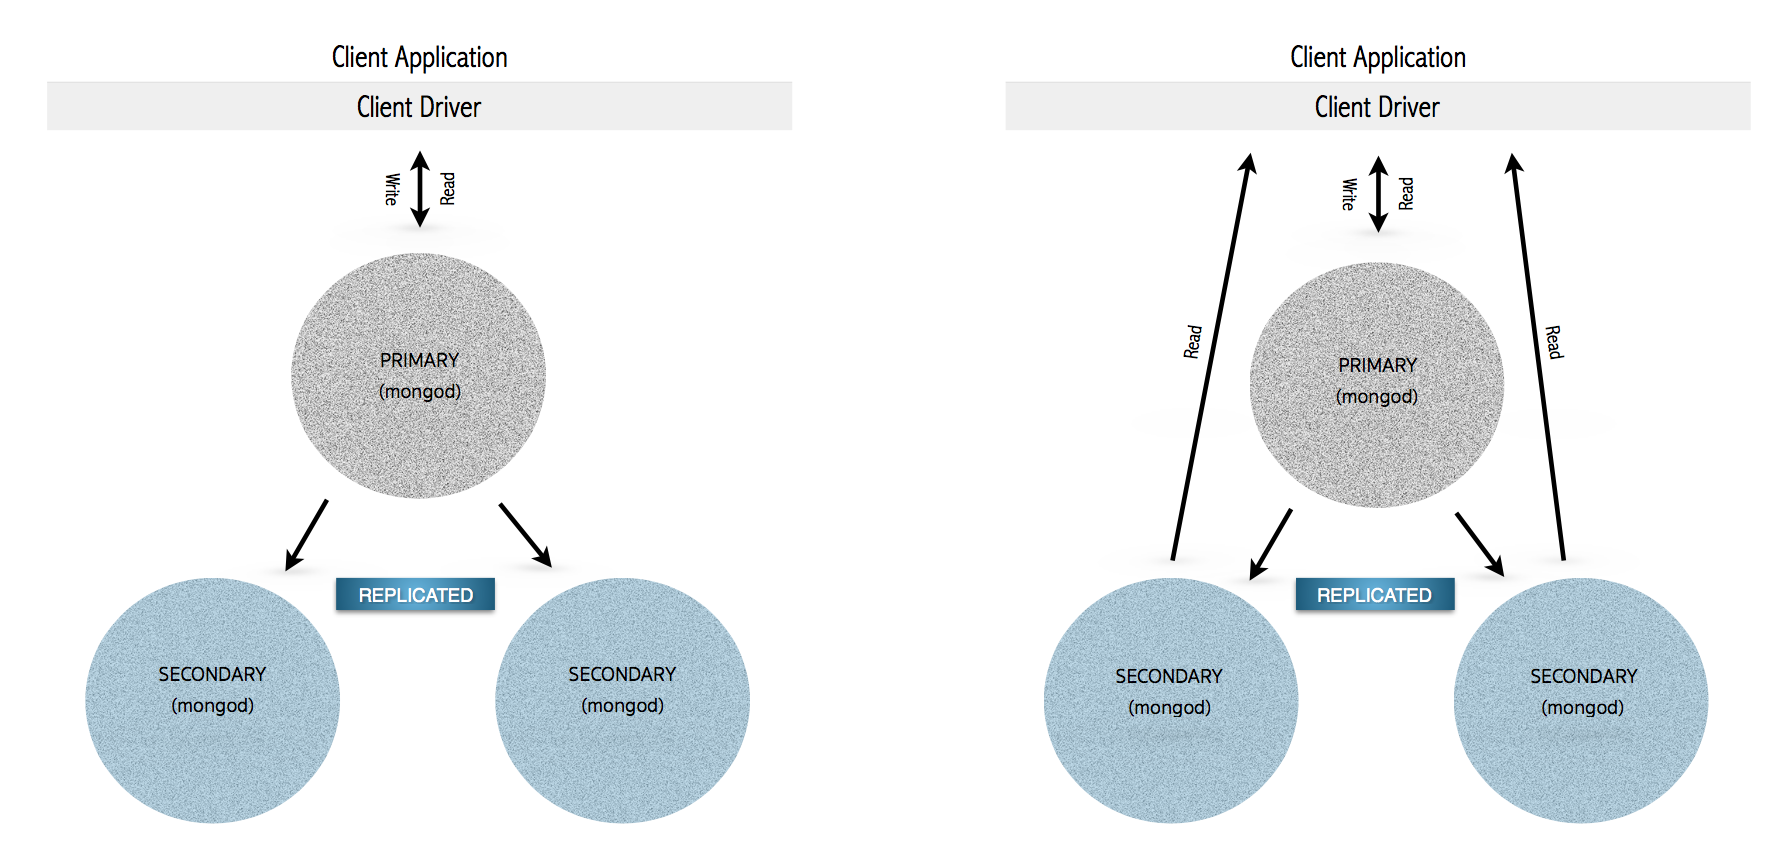 Client Application
Client Driver
Write
Read
PRIMARY
(mongod)
REPLICATED
SECONDARY
(mongod)
SECONDARY
(mongod)
Client Application
Client Driver
Write
Read
Read
Read
PRIMARY
(mongod)
REPLICATED
SECONDARY
(mongod)
SECONDARY
(mongod)